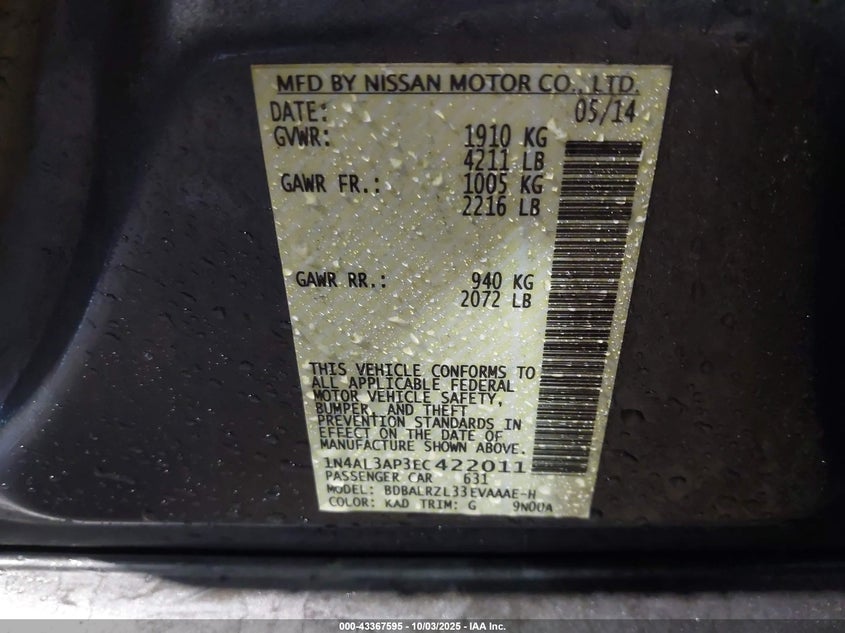 MFD BY NISSAN MOTOR CO., LTD.
DATE: 05/14
GVWR: 1910 KG
4211 LB
GAWR FR.: 1005 KG
2216 LB
GAWR RR.: 940 KG
2072 LB
THIS VEHICLE CONFORMS TO
ALL APPLICABLE FEDERAL
MOTOR VEHICLE SAFETY,
BUMPER, AND THEFT
PREVENTION STANDARDS IN
EFFECT ON THE DATE OF
MANUFACTURE SHOWN ABOVE.
1N4AL3AP3EC422011
PASSENGER CAR 631
MODEL: BDBALRZL33EVAAAE-H
COLOR: KAD TRIM: G 9N00A
000-43367595 - 10/03/2025 - IAA Inc.